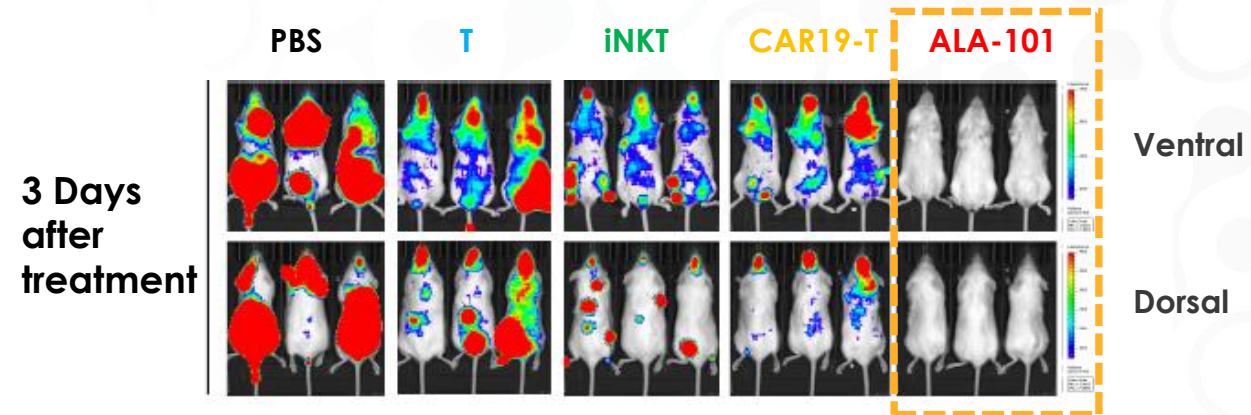 PBS T iNKT CAR19-T ALA-101
3 Days
after
treatment
Ventral
Dorsal